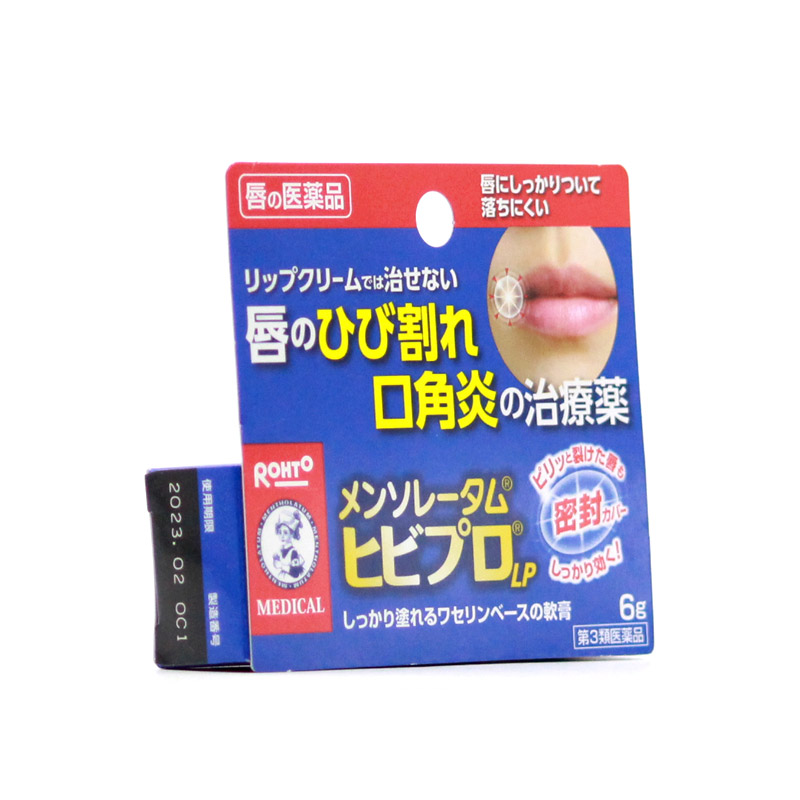 唇の医薬品
唇にしっかりついて
落ちにくい
リップクリームでは治せない
唇のひび割れ
口角炎の治療薬
ROHTO
MENTHOLATUM
MEDICAL
メンソレータム®
ヒビプロ®LP
しっかり塗れるワセリンベースの軟膏
ピリッと裂けた唇も
密封カバー
しっかり効く!
6g
第3類医薬品
使用期限
製造番号
2023.02 OC1